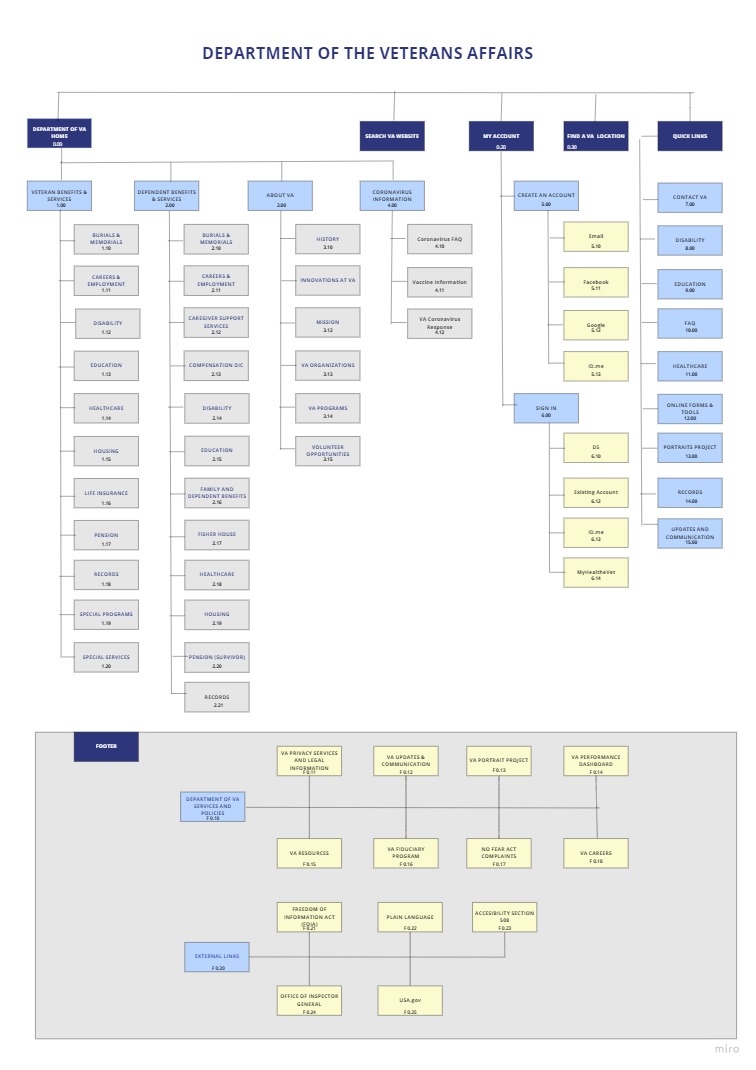 DEPARTMENT OF THE VETERANS AFFAIRS
DEPARTMENT OF VA
HOME
0.00
SEARCH VA WEBSITE
MY ACCOUNT
0.20
FIND A VA LOCATION
0.30
QUICK LINKS
VETERAN BENEFITS &
SERVICES
1.00
BURIALS &
MEMORIALS
1.10
CAREERS &
EMPLOYMENT
1.11
DISABILITY
1.12
EDUCATION
1.13
HEALTHCARE
1.14
HOUSING
1.15
LIFE INSURANCE
1.16
PENSION
1.17
RECORDS
1.18
SPECIAL PROGRAMS
1.19
SPECIAL SERVICES
1.20
DEPENDENT BENEFITS
& SERVICES
2.00
BURIALS &
MEMORIALS
2.10
CAREERS &
EMPLOYMENT
2.11
CAREGIVER SUPPORT
SERVICES
2.12
COMPENSATION DIC
2.13
DISABILITY
2.14
EDUCATION
2.15
FAMILY AND
DEPENDENT BENEFITS
2.16
FISHER HOUSE
2.17
HEALTHCARE
2.18
HOUSING
2.19
PENSION (SURVIVOR)
2.20
RECORDS
2.21
ABOUT VA
3.00
HISTORY
3.10
INNOVATIONS AT VA
MISSION
3.12
VA ORGANIZATIONS
3.13
VA PROGRAMS
3.14
VOLUNTEER
OPPORTUNITIES
3.15
CORONAVIRUS
INFORMATION
4.00
Coronavirus FAQ
4.10
Vaccine information
4.11
VA Coronavirus
Response
4.12
CREATE AN ACCOUNT
5.00
Email
5.10
Facebook
5.11
Google
5.12
ID.me
5.13
SIGN IN
6.00
DS
6.10
Existing Account
6.12
ID.me
6.13
MyHealtheVet
6.14
CONTACT VA
7.00
DISABILITY
8.00
EDUCATION
9.00
FAQ
10.00
HEALTHCARE
11.00
ONLINE FORMS &
TOOLS
12.00
PORTRAITS PROJECT
13.00
RECORDS
14.00
UPDATES AND
COMMUNICATION
15.00
FOOTER
DEPARTMENT OF VA
SERVICES AND
POLICIES
F 0.10
VA PRIVACY SERVICES
AND LEGAL
INFORMATION
F 0.11
VA UPDATES &
COMMUNICATION
F 0.12
VA PORTRAIT PROJECT
F 0.13
VA PERFORMANCE
DASHBOARD
F 0.14
VA RESOURCES
F 0.15
VA FIDUCIARY
PROGRAM
F 0.16
NO FEAR ACT
COMPLAINTS
F 0.17
VA CAREERS
F 0.18
EXTERNAL LINKS
F 0.20
FREEDOM OF
INFORMATION ACT
(FOIA)
F 0.21
PLAIN LANGUAGE
F 0.22
ACCESIBILITY SECTION
508
F 0.23
OFFICE OF INSPECTOR
GENERAL
F 0.24
USA.gov
F 0.25
miro